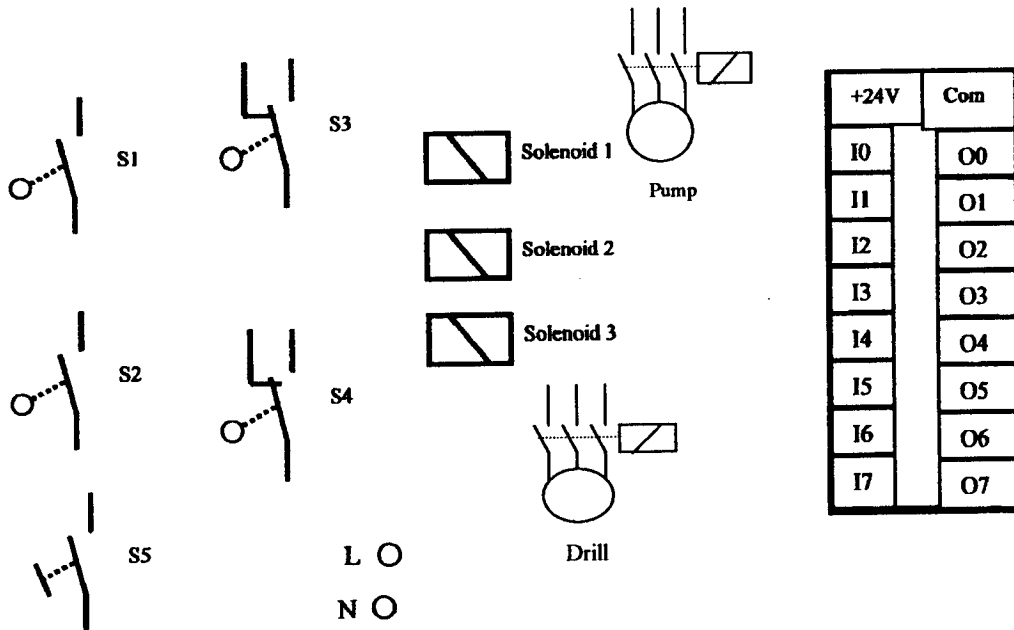 S1
S3
S2
S4
S5
Solenoid 1
Solenoid 2
Solenoid 3
Pump
Drill
L
N
+24V Com
I0 O0
I1 O1
I2 O2
I3 O3
I4 O4
I5 O5
I6 O6
I7 O7